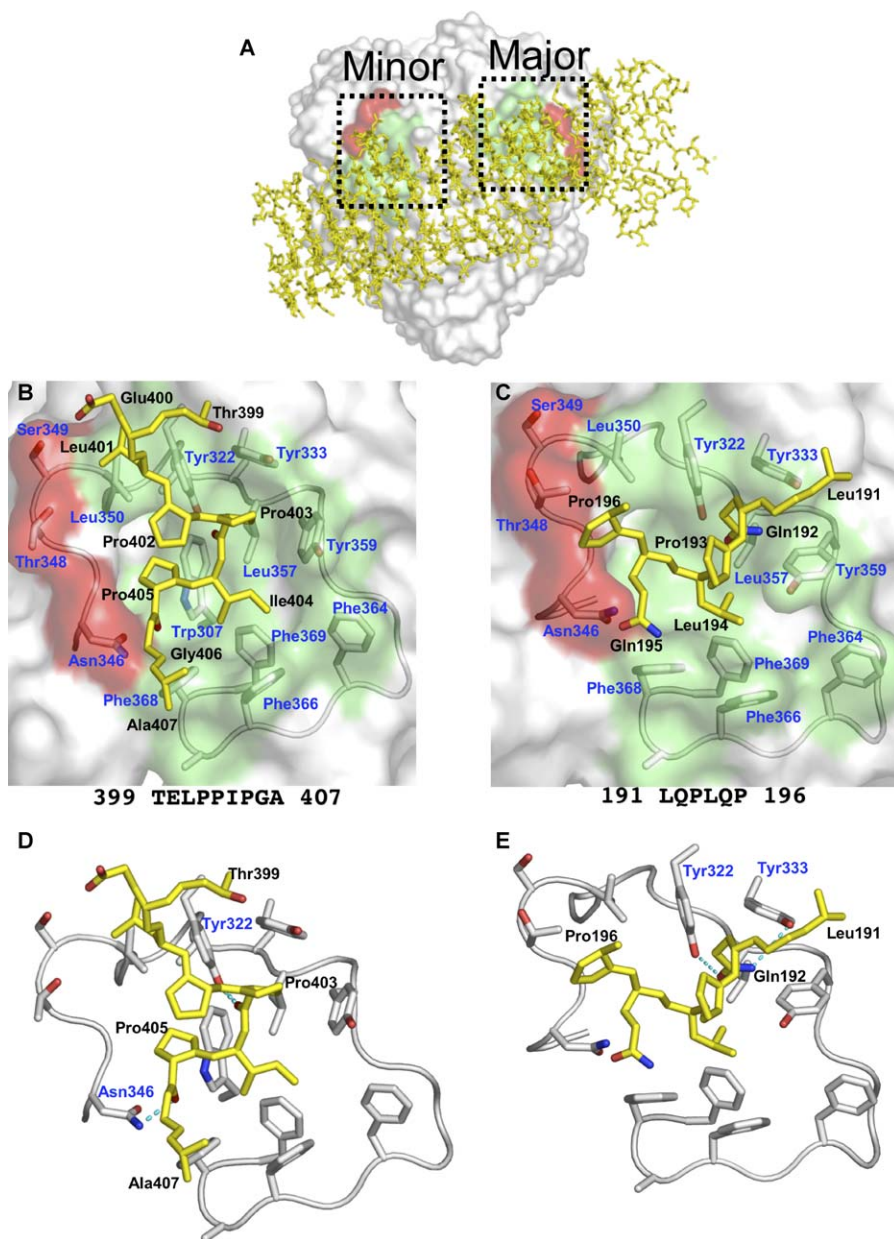 A
Minor
Major
B
Glu400
Thr399
Ser349
Leu401
Tyr322
Tyr333
Leu350
Pro403
Pro402
Tyr359
Thr348
Leu357
Pro405
Ile404
Phe364
Trp307
Phe369
Asn346
Gly406
Phe368
Ala407
Phe366
399 TELPPIPGA 407
C
Ser349
Leu350
Tyr322
Tyr333
Leu191
Pro196
Gln192
Pro193
Thr348
Leu357
Tyr359
Asn346
Leu194
Phe364
Gln195
Phe369
Phe368
Phe366
191 LQPLQP 196
D
Thr399
Tyr322
Pro403
Pro405
Asn346
Ala407
E
Tyr322
Tyr333
Leu191
Pro196
Gln192